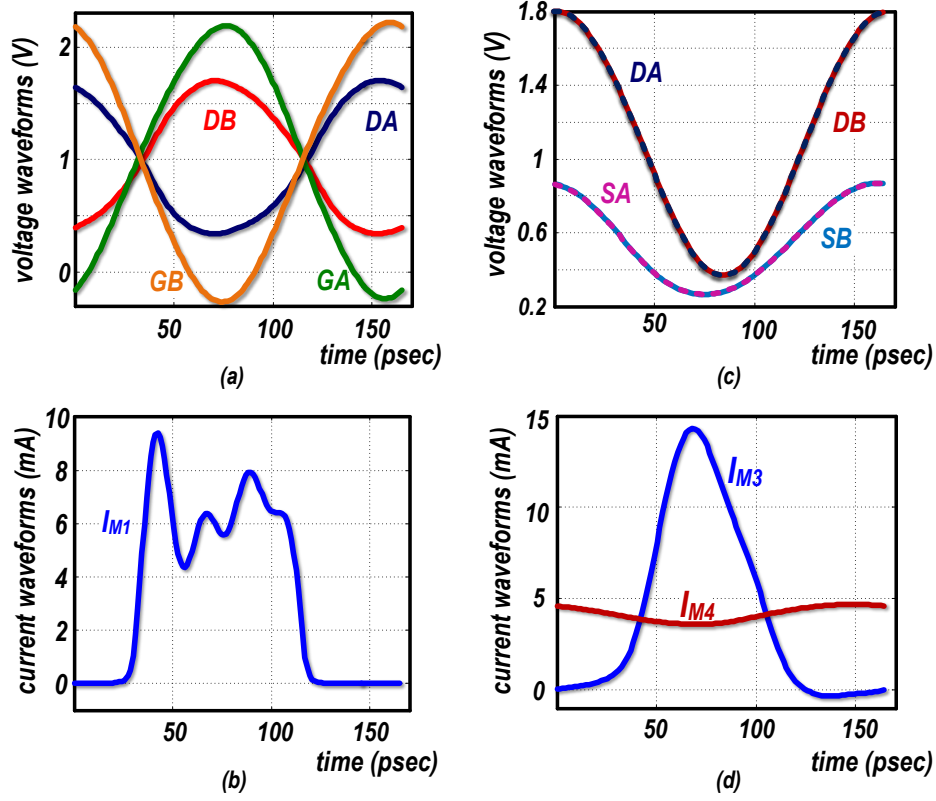 voltage waveforms (V)
2
1
0
DB
DA
GB
GA
50
100
150
time (psec)
(a)
voltage waveforms (V)
1.8
1.4
1
0.6
0.2
DA
DB
SA
SB
50
100
150
time (psec)
(c)
current waveforms (mA)
10
8
6
4
2
0
IM1
50
100
150
time (psec)
(b)
current waveforms (mA)
15
10
5
0
IM3
IM4
50
100
150
time (psec)
(d)